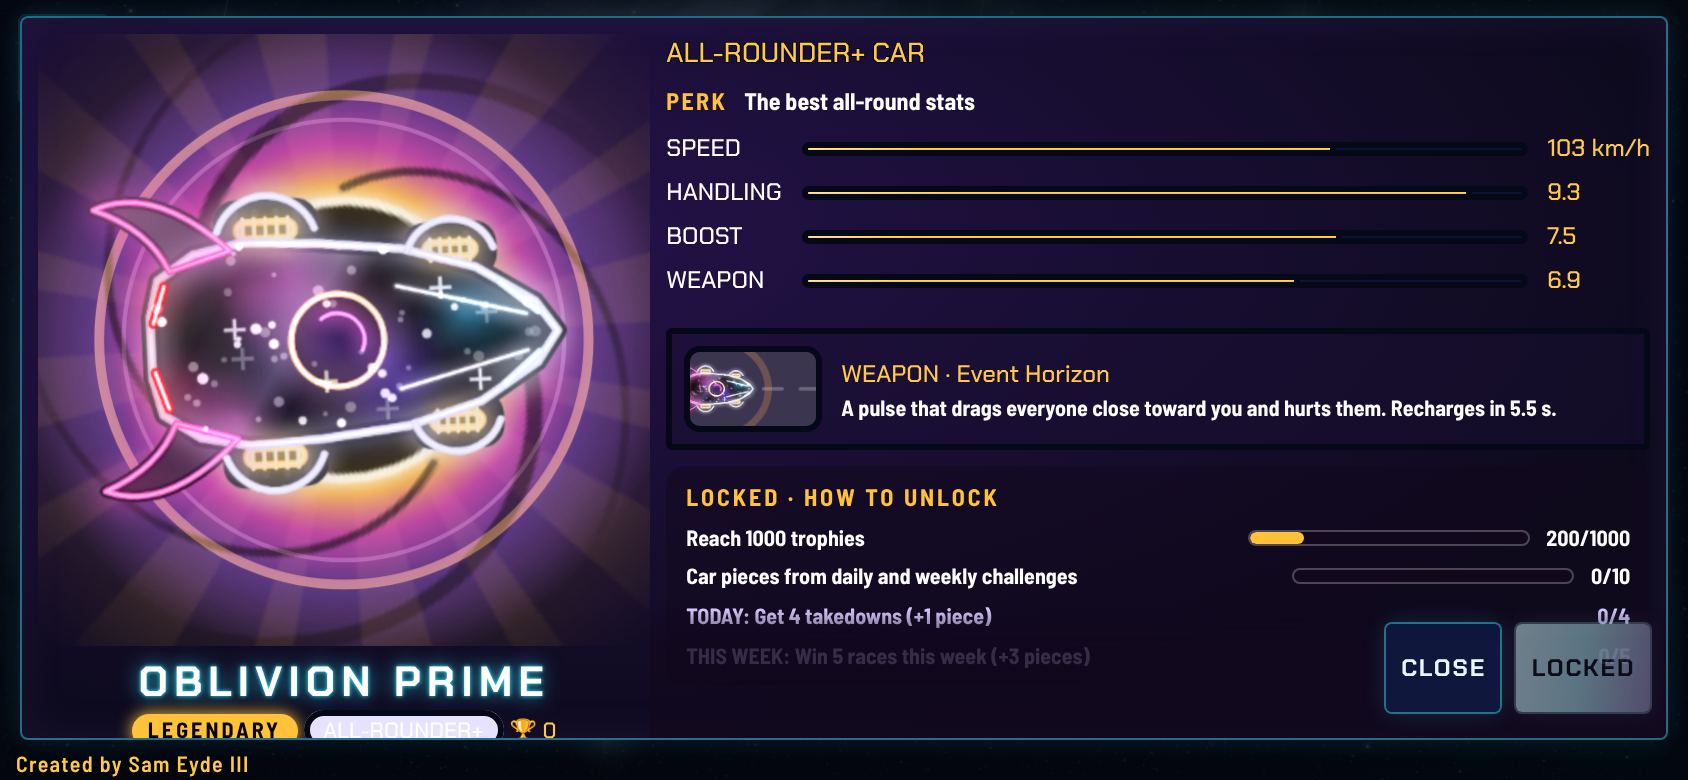 ALL-ROUNDER+ CAR
PERK The best all-round stats
SPEED 103 km/h
HANDLING 9.3
BOOST 7.5
WEAPON 6.9
WEAPON · Event Horizon
A pulse that drags everyone close toward you and hurts them. Recharges in 5.5 s.
LOCKED · HOW TO UNLOCK
Reach 1000 trophies 200/1000
Car pieces from daily and weekly challenges 0/10
TODAY: Get 4 takedowns (+1 piece) 0/4
THIS WEEK: Win 5 races this week (+3 pieces) 0/5
CLOSE LOCKED
OBLIVION PRIME
LEGENDARY ALL-ROUNDER+ 🏆 0
Created by Sam Eyde III